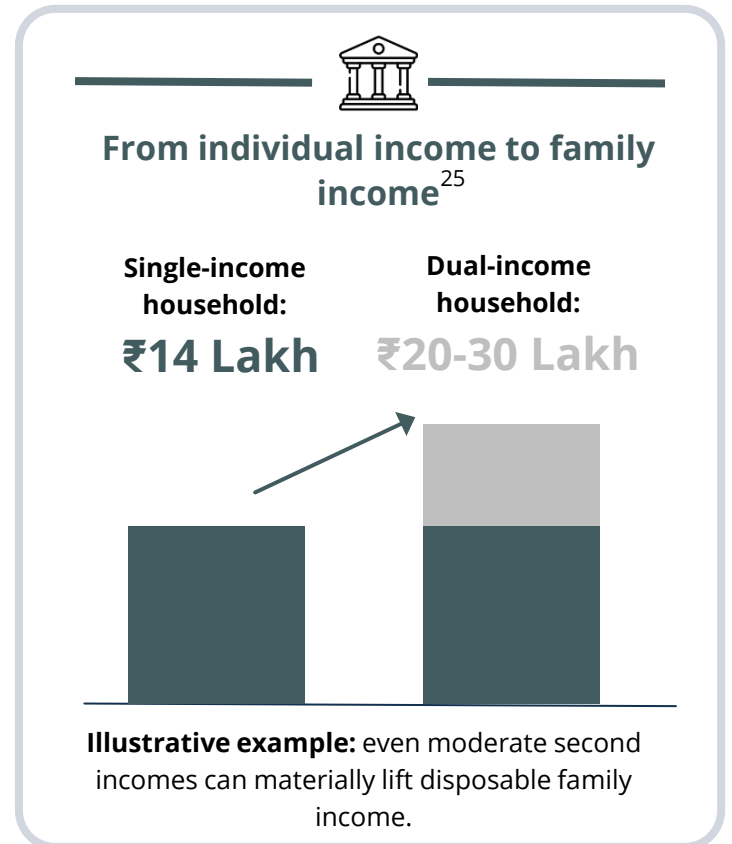 From individual income to family
income25
Single-income
household:
₹14 Lakh
Dual-income
household:
₹20-30 Lakh
Illustrative example: even moderate second
incomes can materially lift disposable family
income.